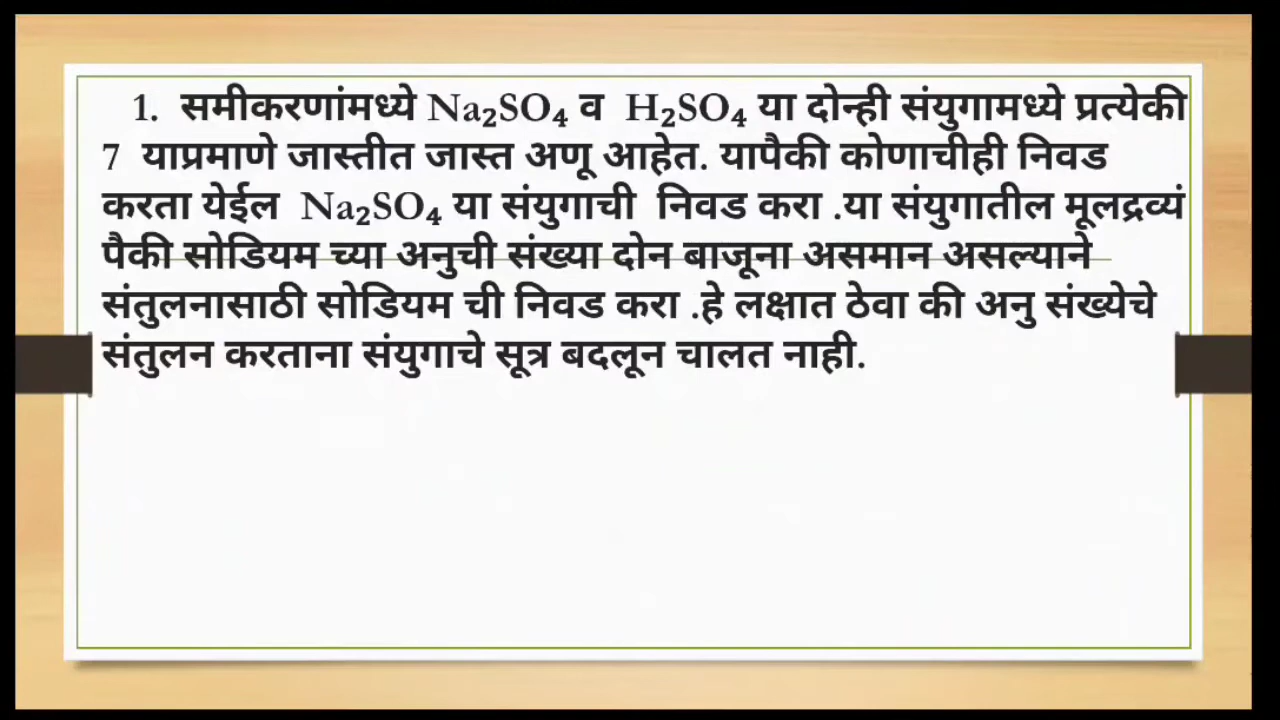 1. समीकरणांमध्ये Na₂SO₄ व H₂SO₄ या दोन्ही संयुगामध्ये प्रत्येकी
7 याप्रमाणे जास्तीत जास्त अणू आहेत. यापैकी कोणाचीही निवड
करता येईल Na₂SO₄ या संयुगाची निवड करा .या संयुगातील मूलद्रव्यं
पैकी सोडियम च्या अनुची संख्या दोन बाजूना असमान असल्याने
संतुलनासाठी सोडियम ची निवड करा .हे लक्षात ठेवा की अनु संख्येचे
संतुलन करताना संयुगाचे सूत्र बदलून चालत नाही.